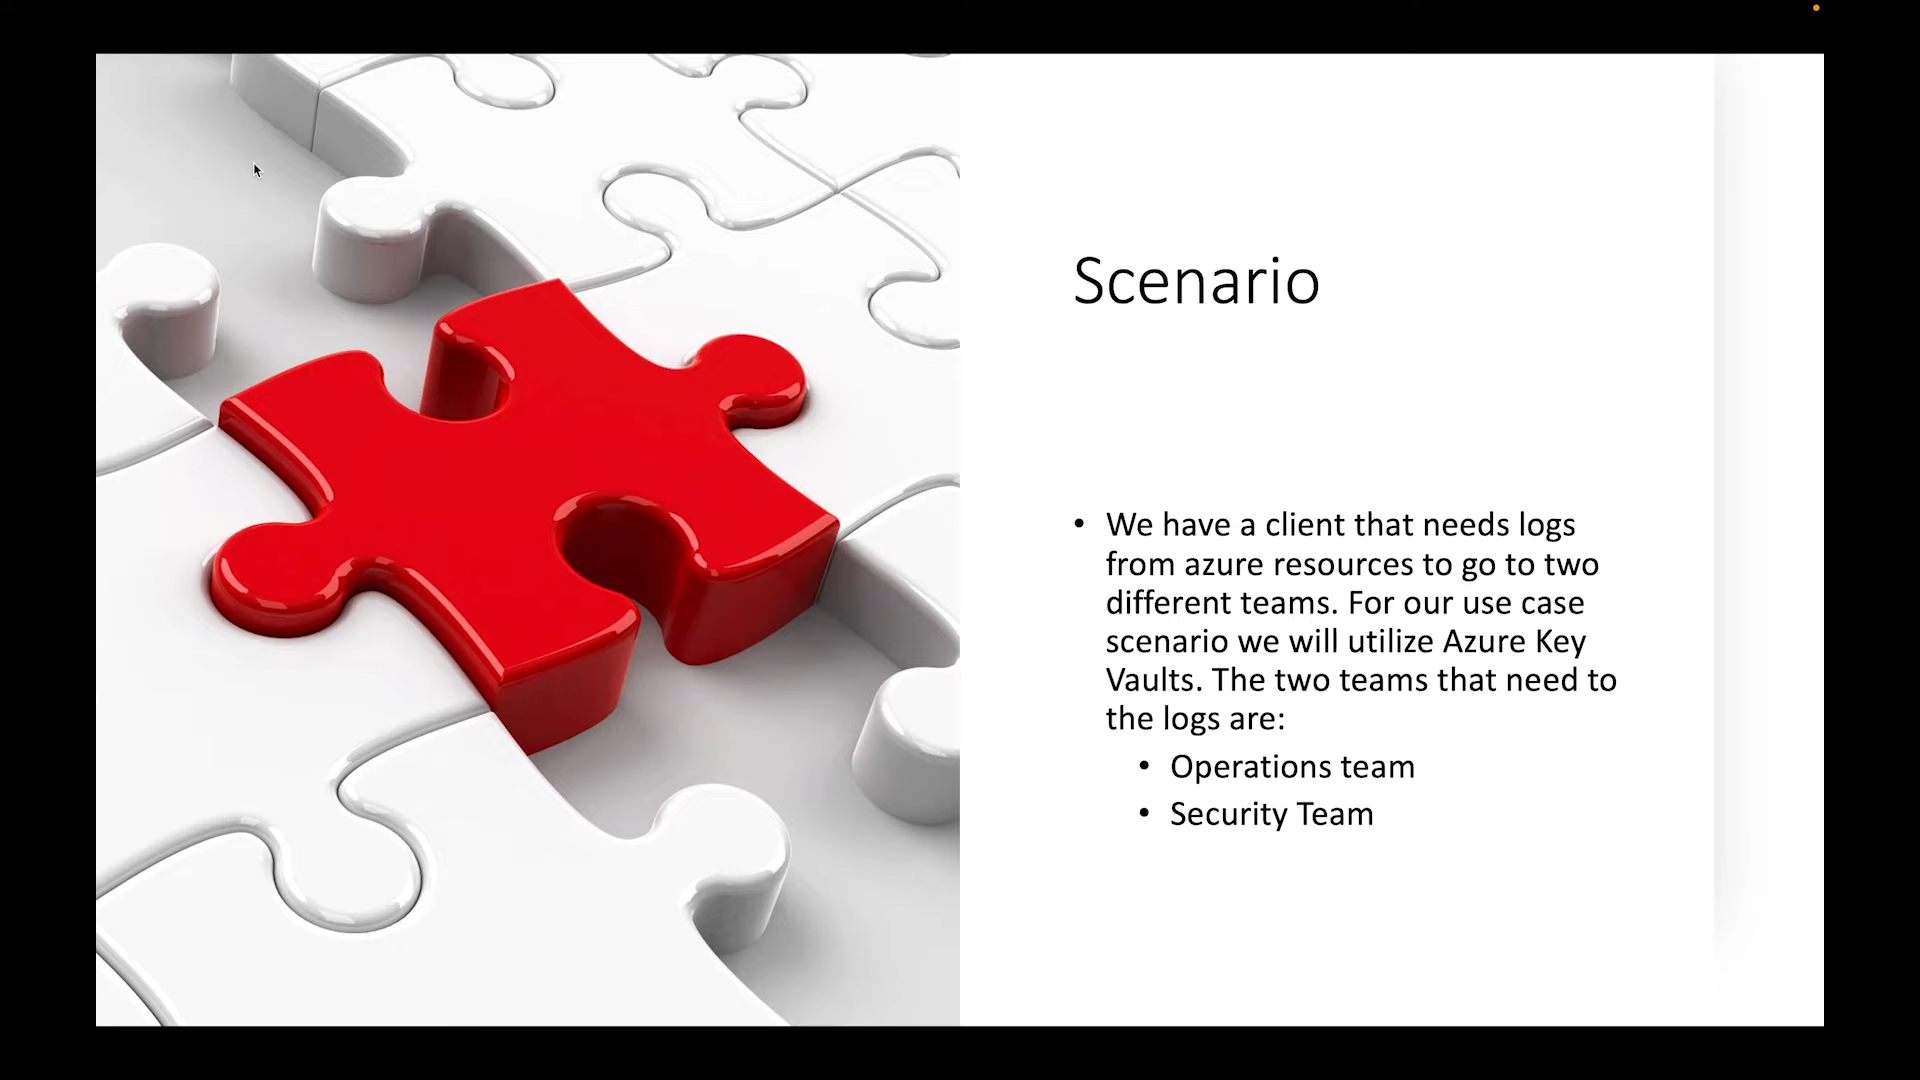 Scenario
• We have a client that needs logs
from azure resources to go to two
different teams. For our use case
scenario we will utilize Azure Key
Vaults. The two teams that need to
the logs are:
• Operations team
• Security Team